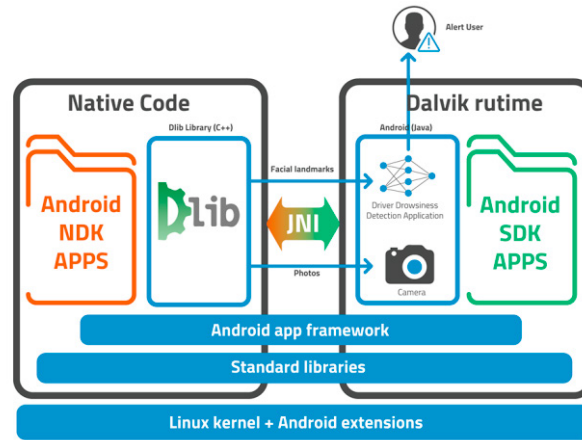 Alert User
Native Code
Dalvik rutime
Dlib Library (C++)
Android (Java)
Android
NDK
APPS
Dlib
Facial landmarks
JNI
Photos
Driver Drowsiness
Detection Application
Camera
Android
SDK
APPS
Android app framework
Standard libraries
Linux kernel + Android extensions